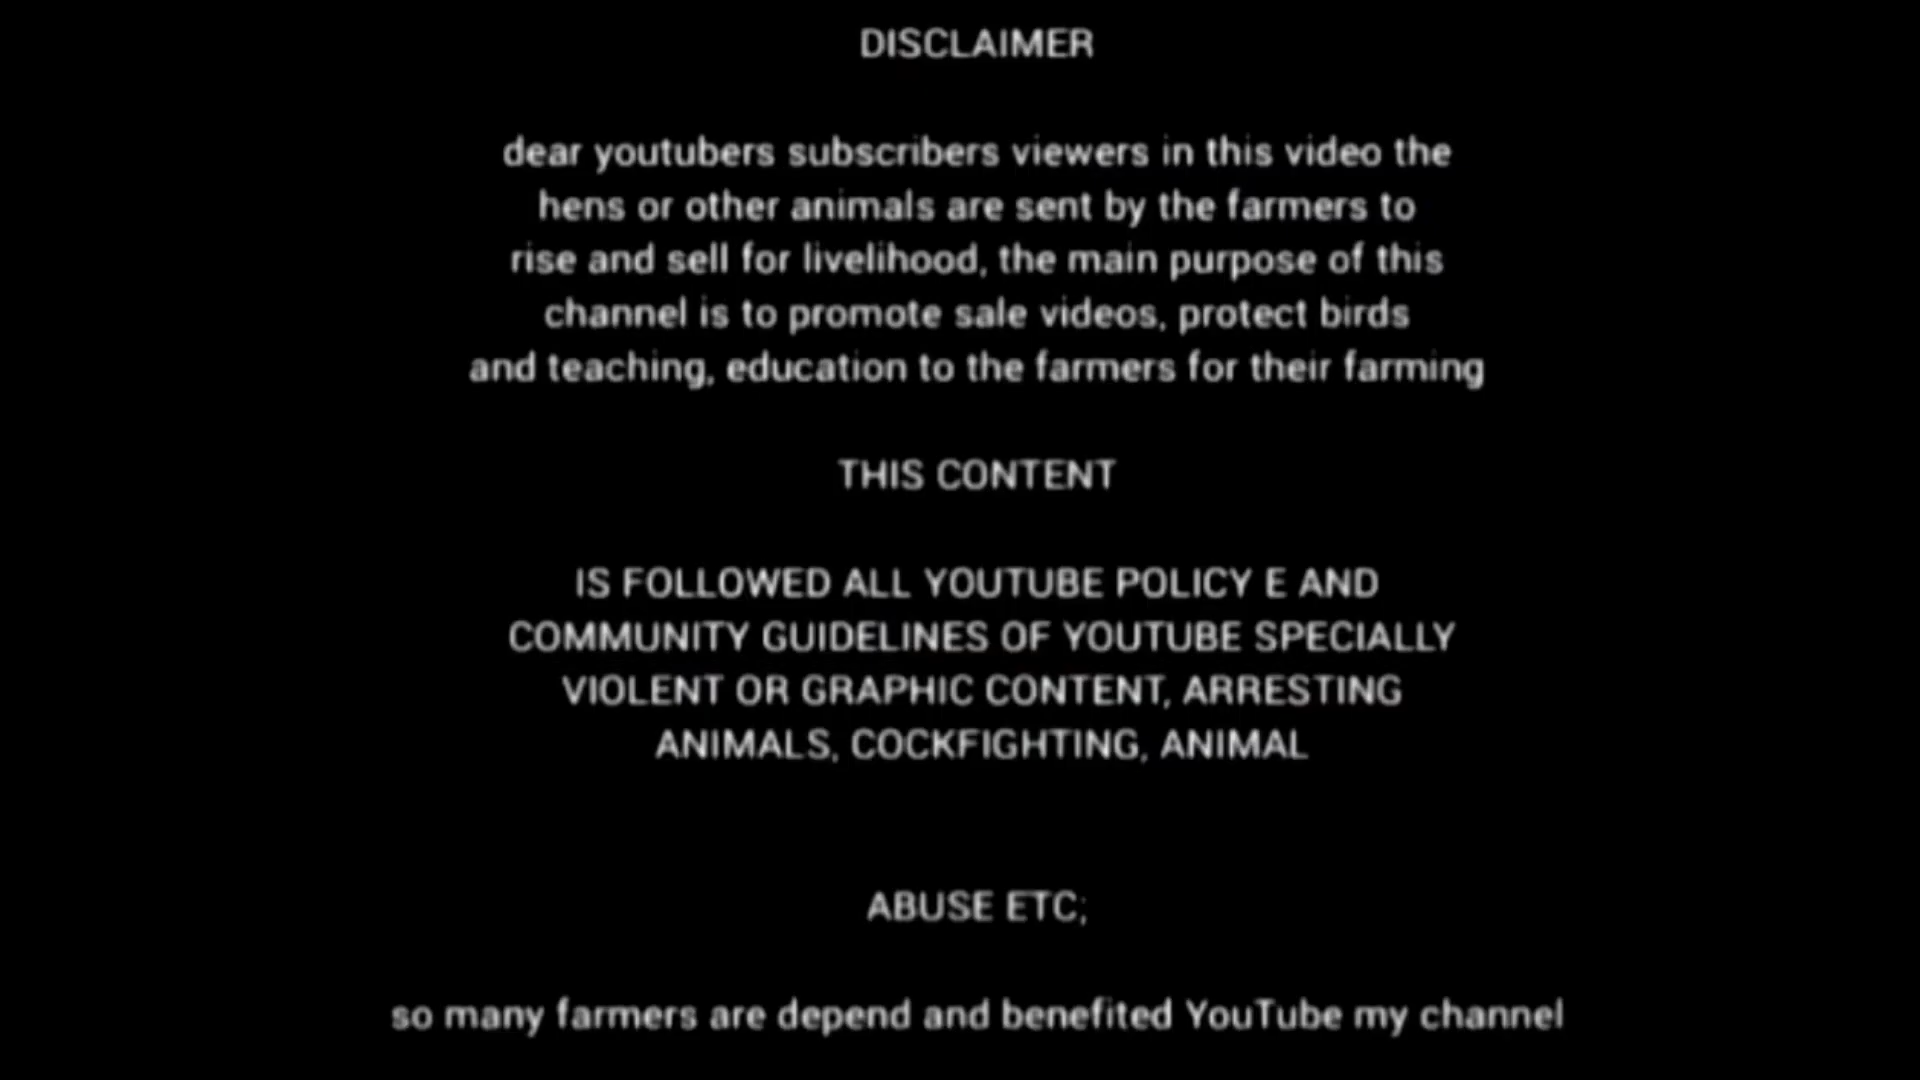 DISCLAIMER
dear youtubers subscribers viewers in this video the
hens or other animals are sent by the farmers to
rise and sell for livelihood, the main purpose of this
channel is to promote sale videos, protect birds
and teaching, education to the farmers for their farming
THIS CONTENT
IS FOLLOWED ALL YOUTUBE POLICY E AND
COMMUNITY GUIDELINES OF YOUTUBE SPECIALLY
VIOLENT OR GRAPHIC CONTENT, ARRESTING
ANIMALS, COCKFIGHTING, ANIMAL
ABUSE ETC;
so many farmers are depend and benefited YouTube my channel